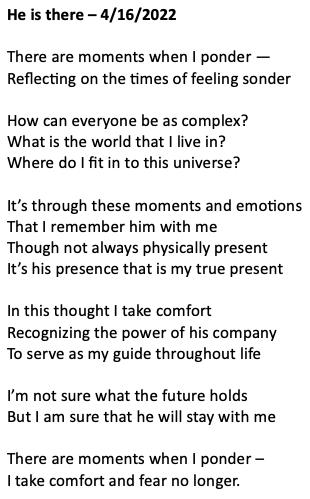 He is there – 4/16/2022
There are moments when I ponder —
Reflecting on the times of feeling sonder
How can everyone be as complex?
What is the world that I live in?
Where do I fit in to this universe?
It’s through these moments and emotions
That I remember him with me
Though not always physically present
It’s his presence that is my true present
In this thought I take comfort
Recognizing the power of his company
To serve as my guide throughout life
I’m not sure what the future holds
But I am sure that he will stay with me
There are moments when I ponder –
I take comfort and fear no longer.